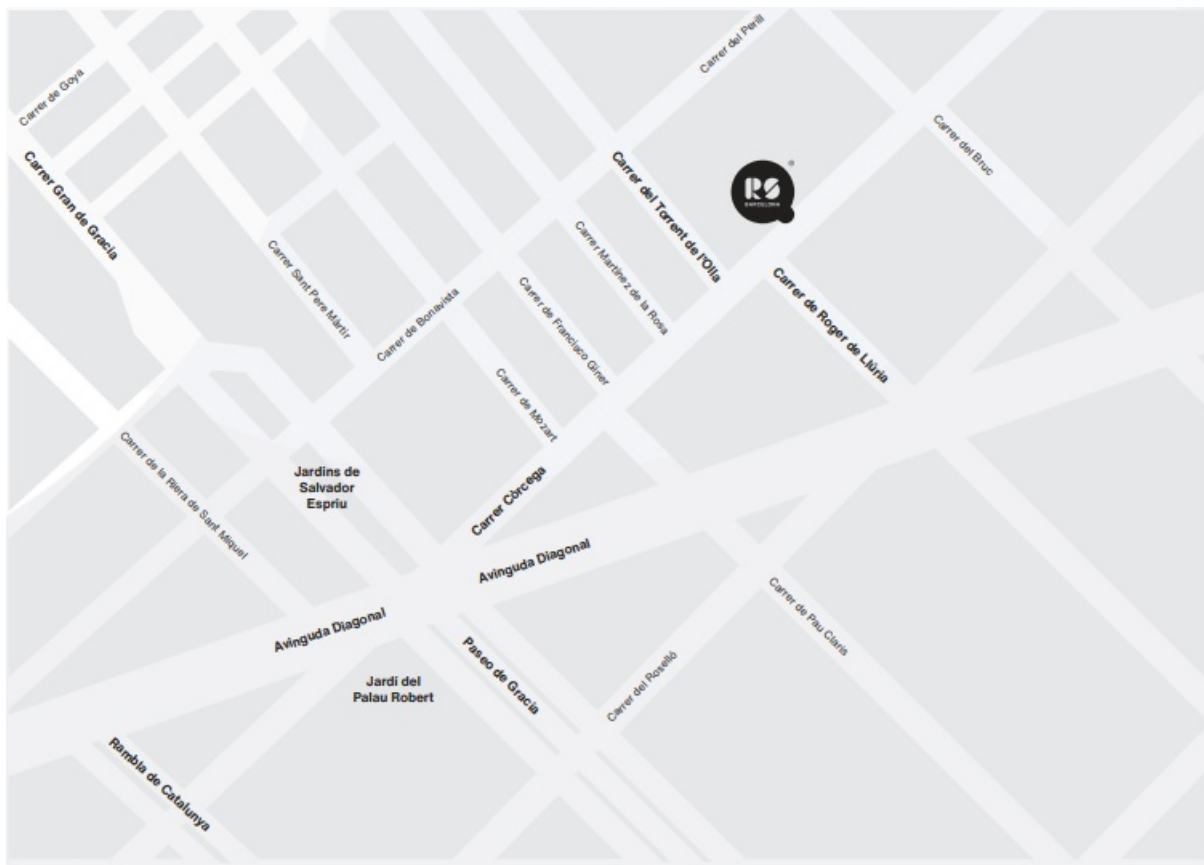 Carrer del Perill
Carrer de Goya
Carrer del Bruc
Carrer Gran de Gracia
Carrer del Torrent de l'Olla
®
RS
BARCELONA
Carrer Sant Pere Màrtir
Carrer Martínez de la Rosa
Carrer de Bonavista
Carrer de Francisco Giner
Carrer de Roger de Llúria
Carrer de Mozart
Carrer de la Riera de Sant Miquel
Jardins de
Salvador
Espriu
Carrer Còrcega
Avinguda Diagonal
Avinguda Diagonal
Carrer de Pau Claris
Paseo de Gracia
Carrer del Roselló
Jardí del
Palau Robert
Rambla de Catalunya